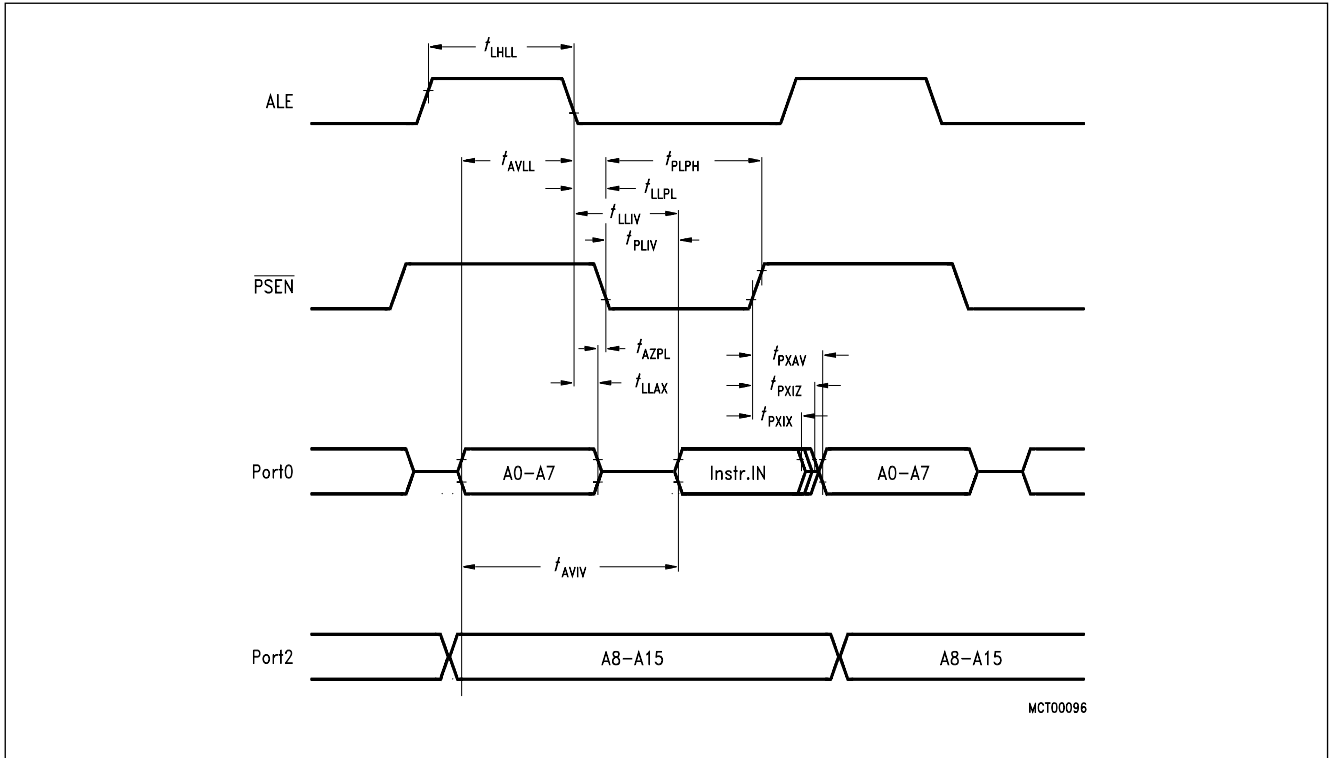 tLHLL
ALE
tAVLL tPLPH
tLLPL
tLLIV
tPLIV
PSEN
tAZPL tPXAV
tLLAX tPXIZ
tPXIX
Port0 A0-A7 Instr.IN A0-A7
tAVIV
Port2 A8-A15 A8-A15
MCT00096